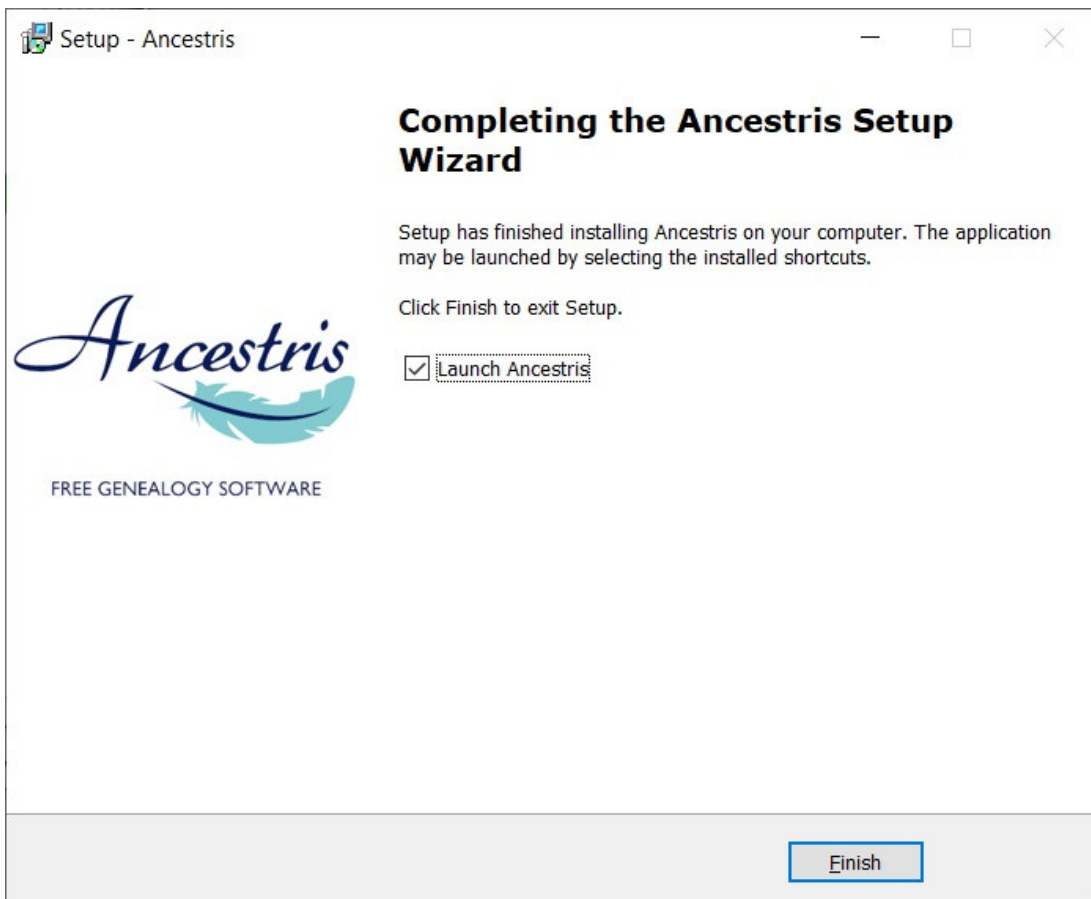 Setup - Ancestris
Completing the Ancestris Setup
Wizard
Setup has finished installing Ancestris on your computer. The application
may be launched by selecting the installed shortcuts.
Click Finish to exit Setup.
Launch Ancestris
Ancestris
FREE GENEALOGY SOFTWARE
Finish